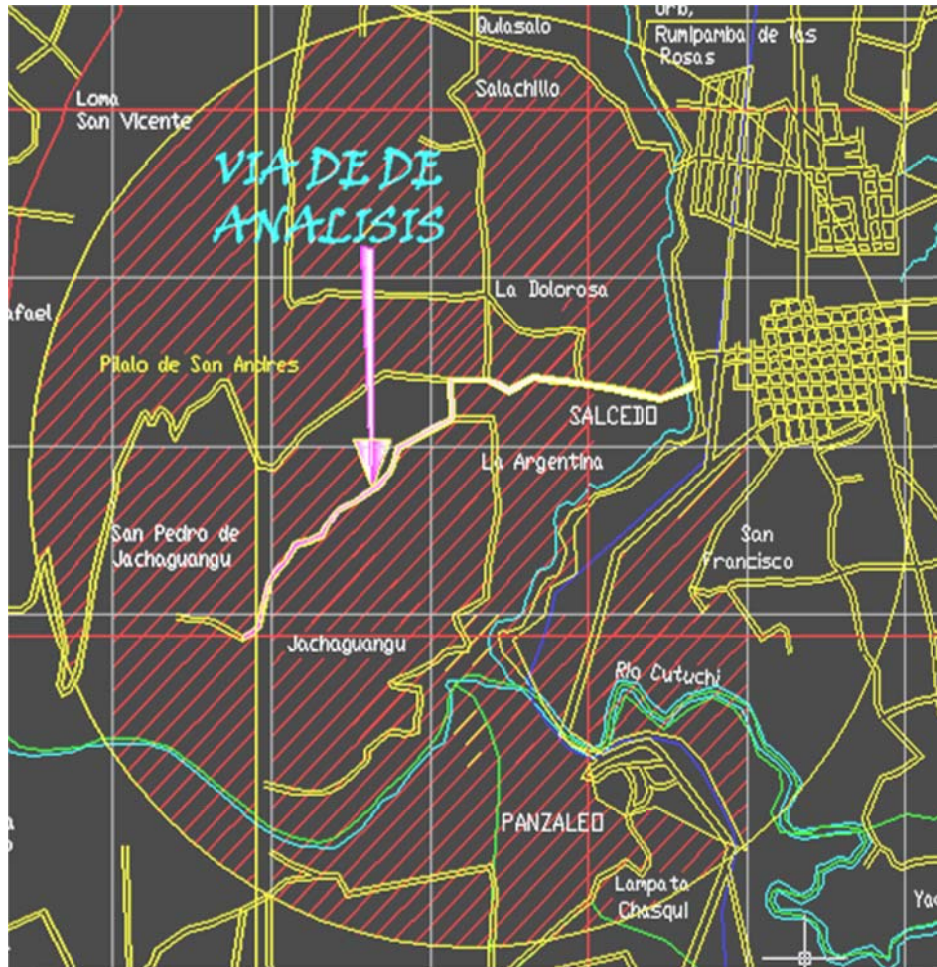 Qulasalo
Urb,
Rumipamba de las
Rosas
Salachillo
Loma
San Vicente
VIA DE DE
ANALISIS
La Dolorosa
afael
Pilalo de San Andres
SALCEDO
La Argentina
San Pedro de
Jachaguangu
San
Francisco
Jachaguangu
Río Cutuchi
PANZALEO
Lampata
Chasqui
Yac